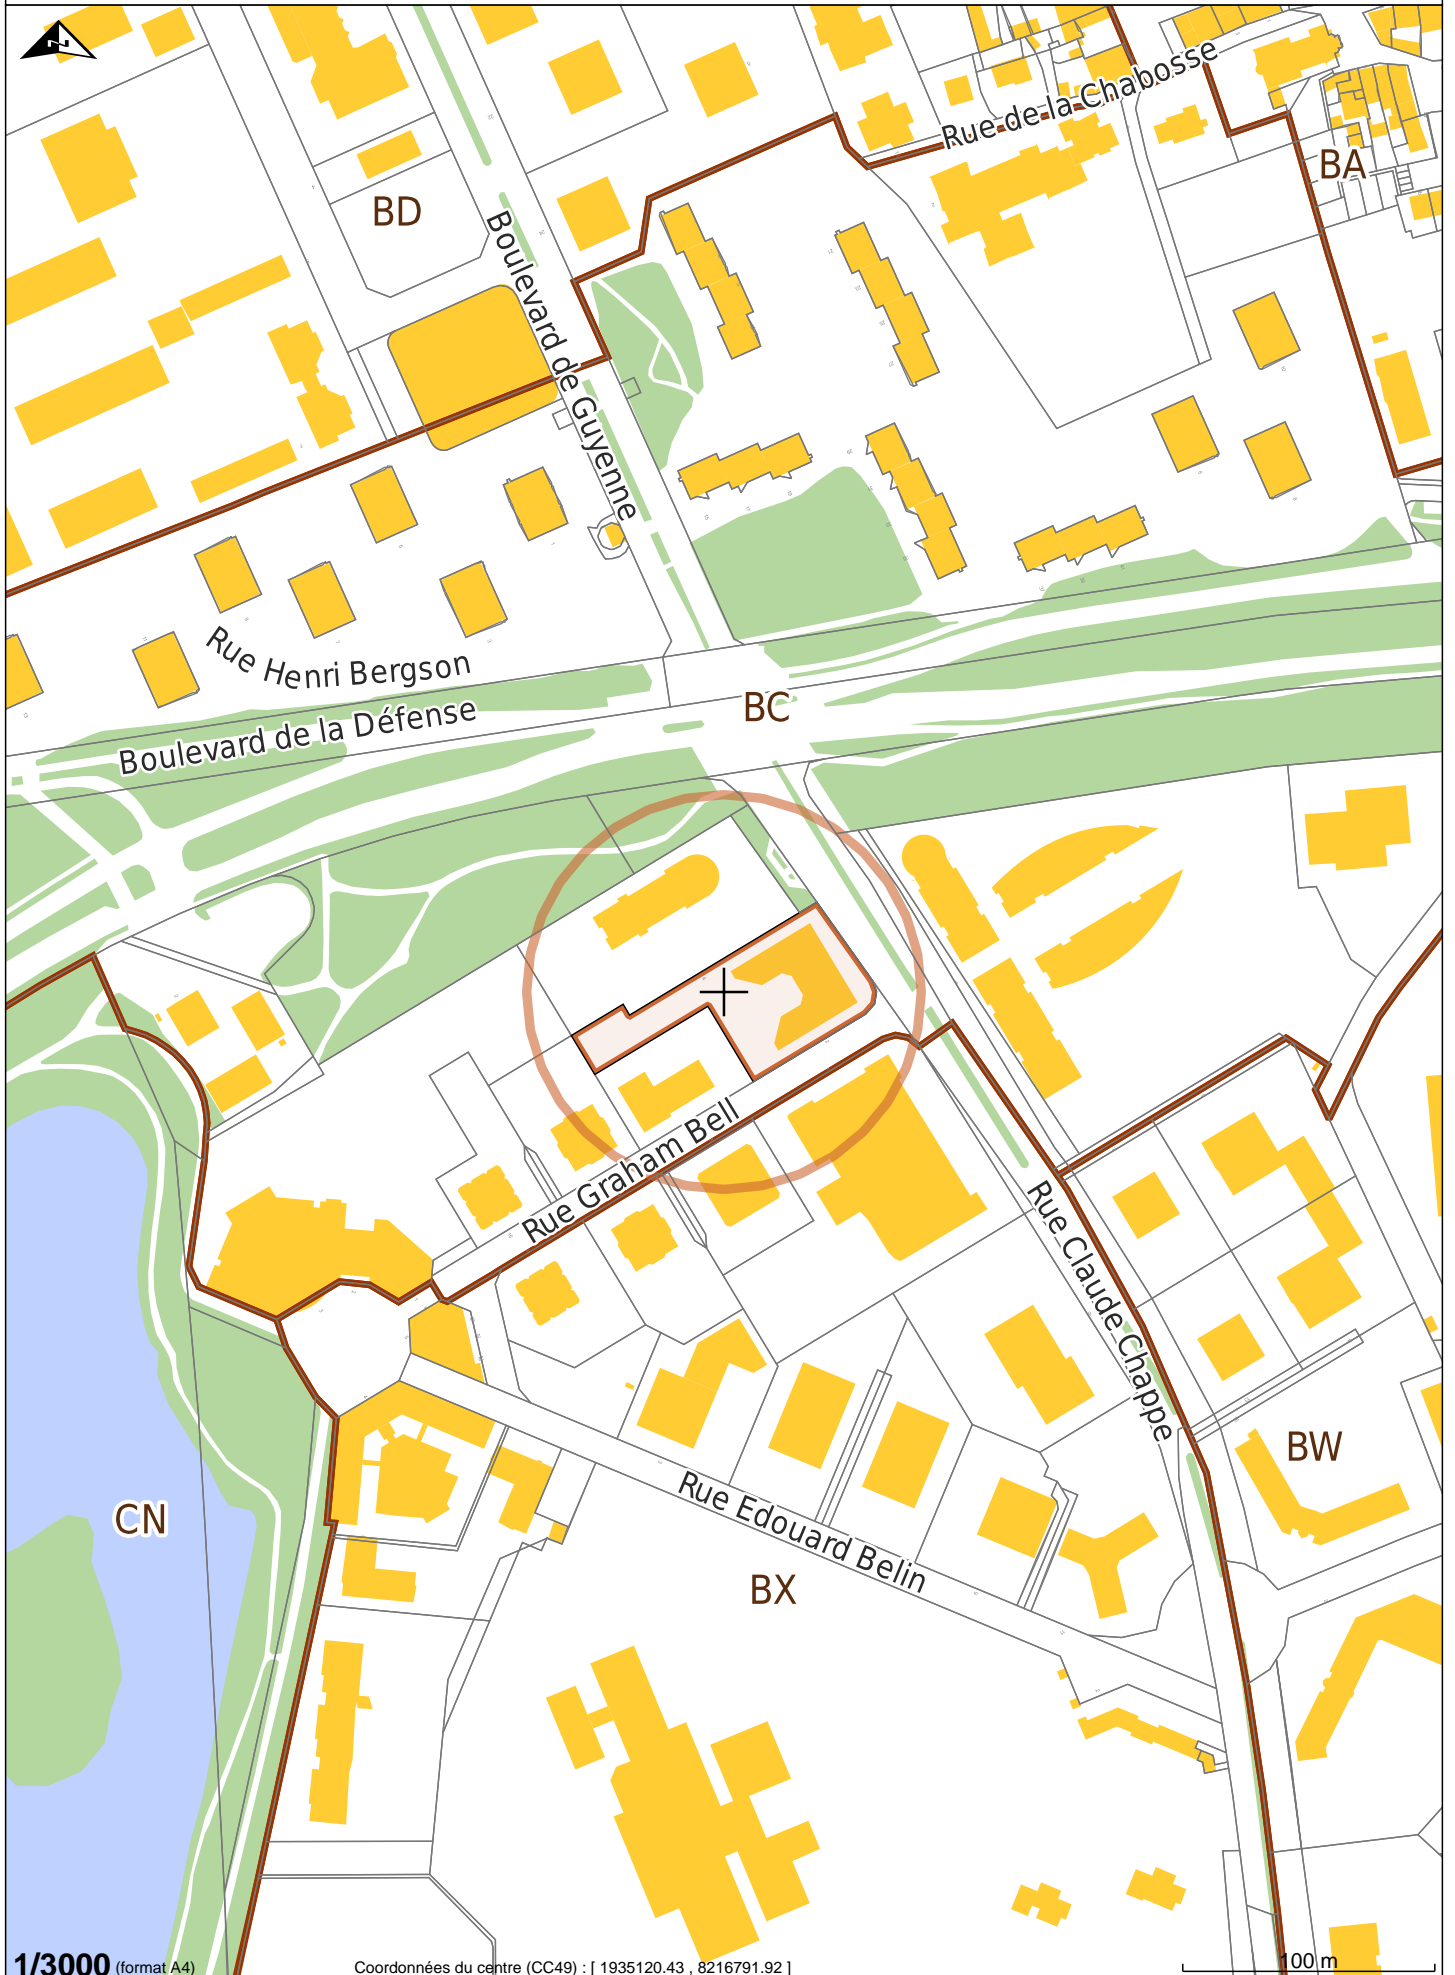 Rue de la Chabosse
BA
BD
Boulevard de Guyenne
Rue Henri Bergson
BC
Boulevard de la Défense
Rue Graham Bell
Rue Claude Chappe
BW
CN
Rue Edouard Belin
BX
1/3000 (format A4)
Coordonnées du centre (CC49) : [ 1935120.43 , 8216791.92 ]
100 m